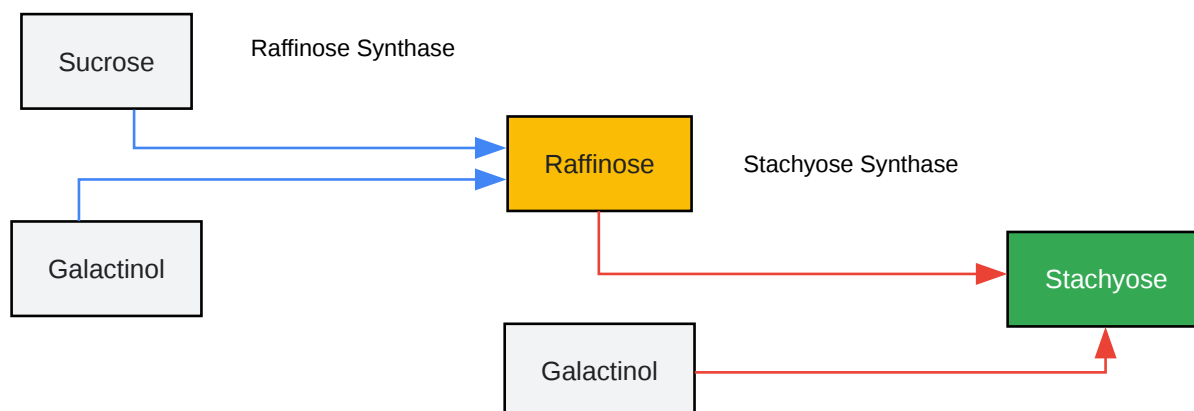 Sucrose
Raffinose Synthase
Raffinose
Stachyose Synthase
Galactinol
Stachyose
Galactinol